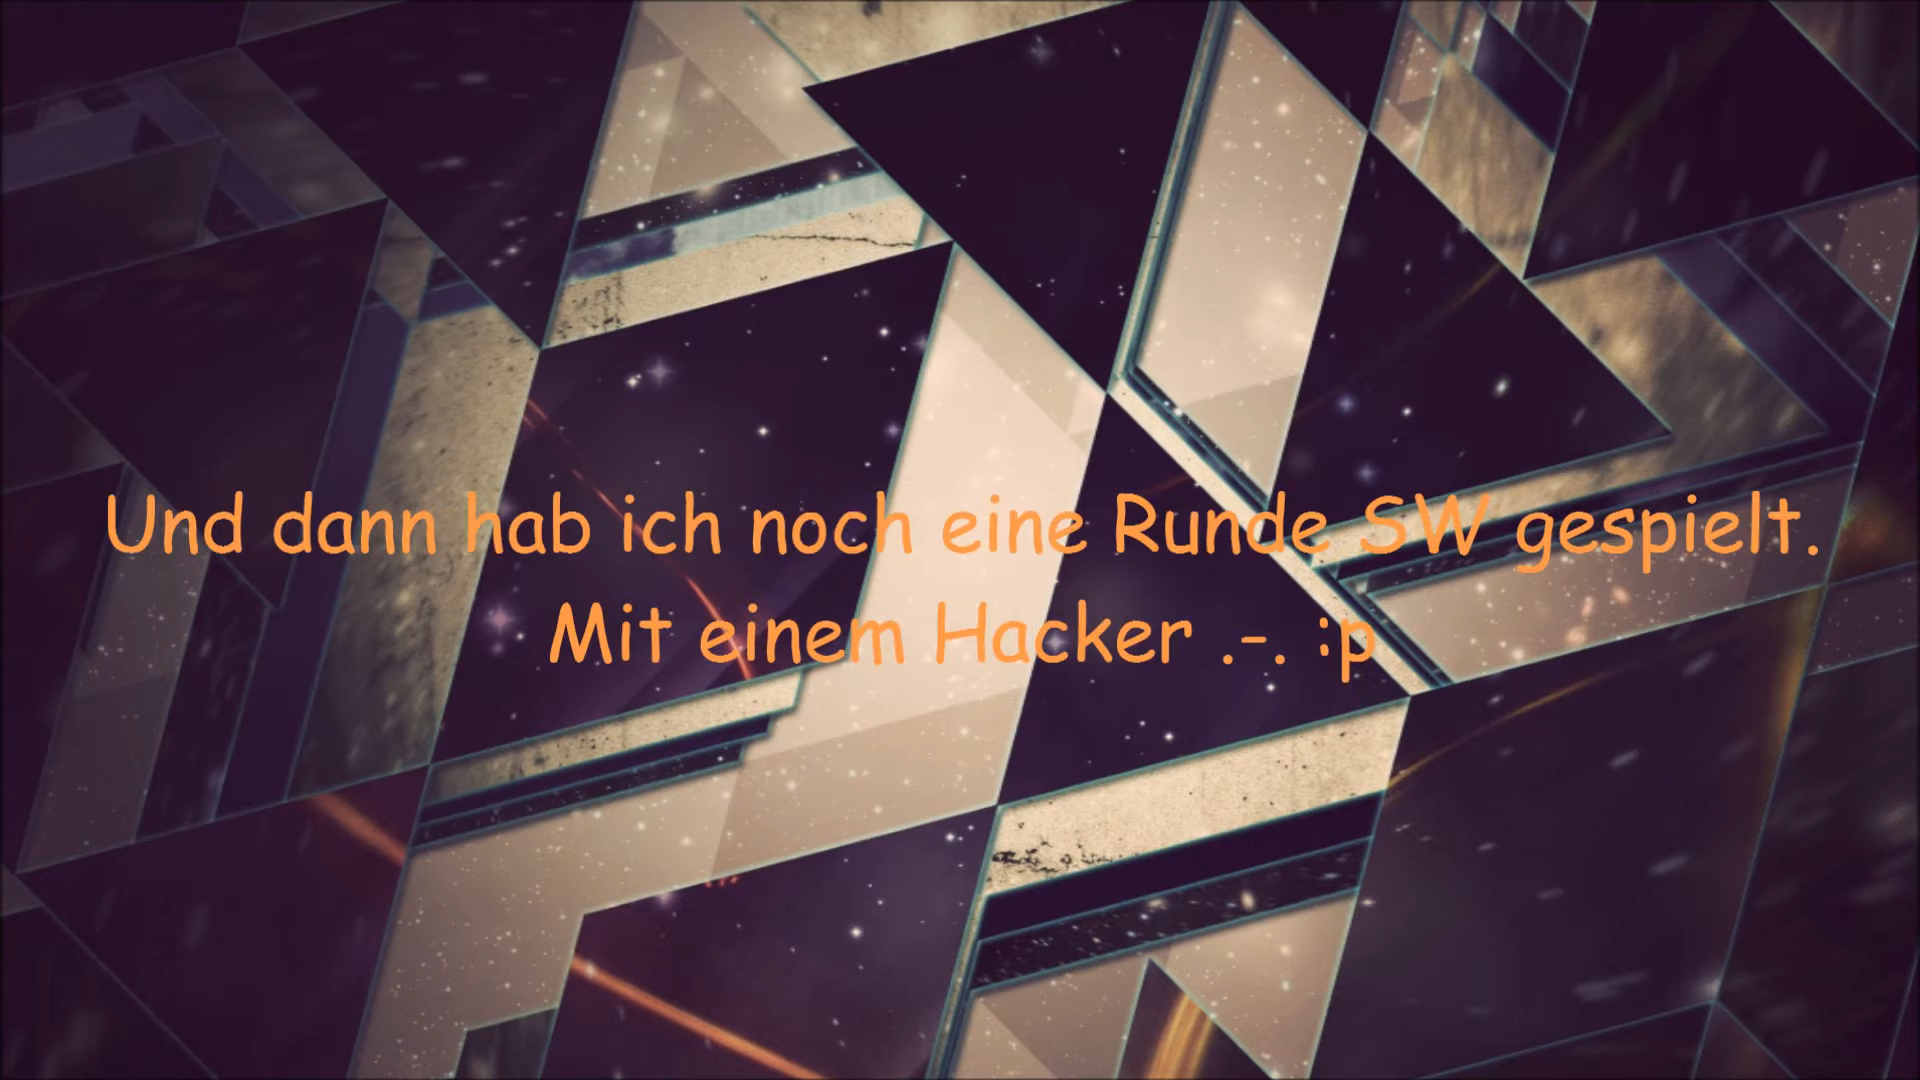 Und dann hab ich noch eine Runde SW gespielt.
Mit einem Hacker .-. :p